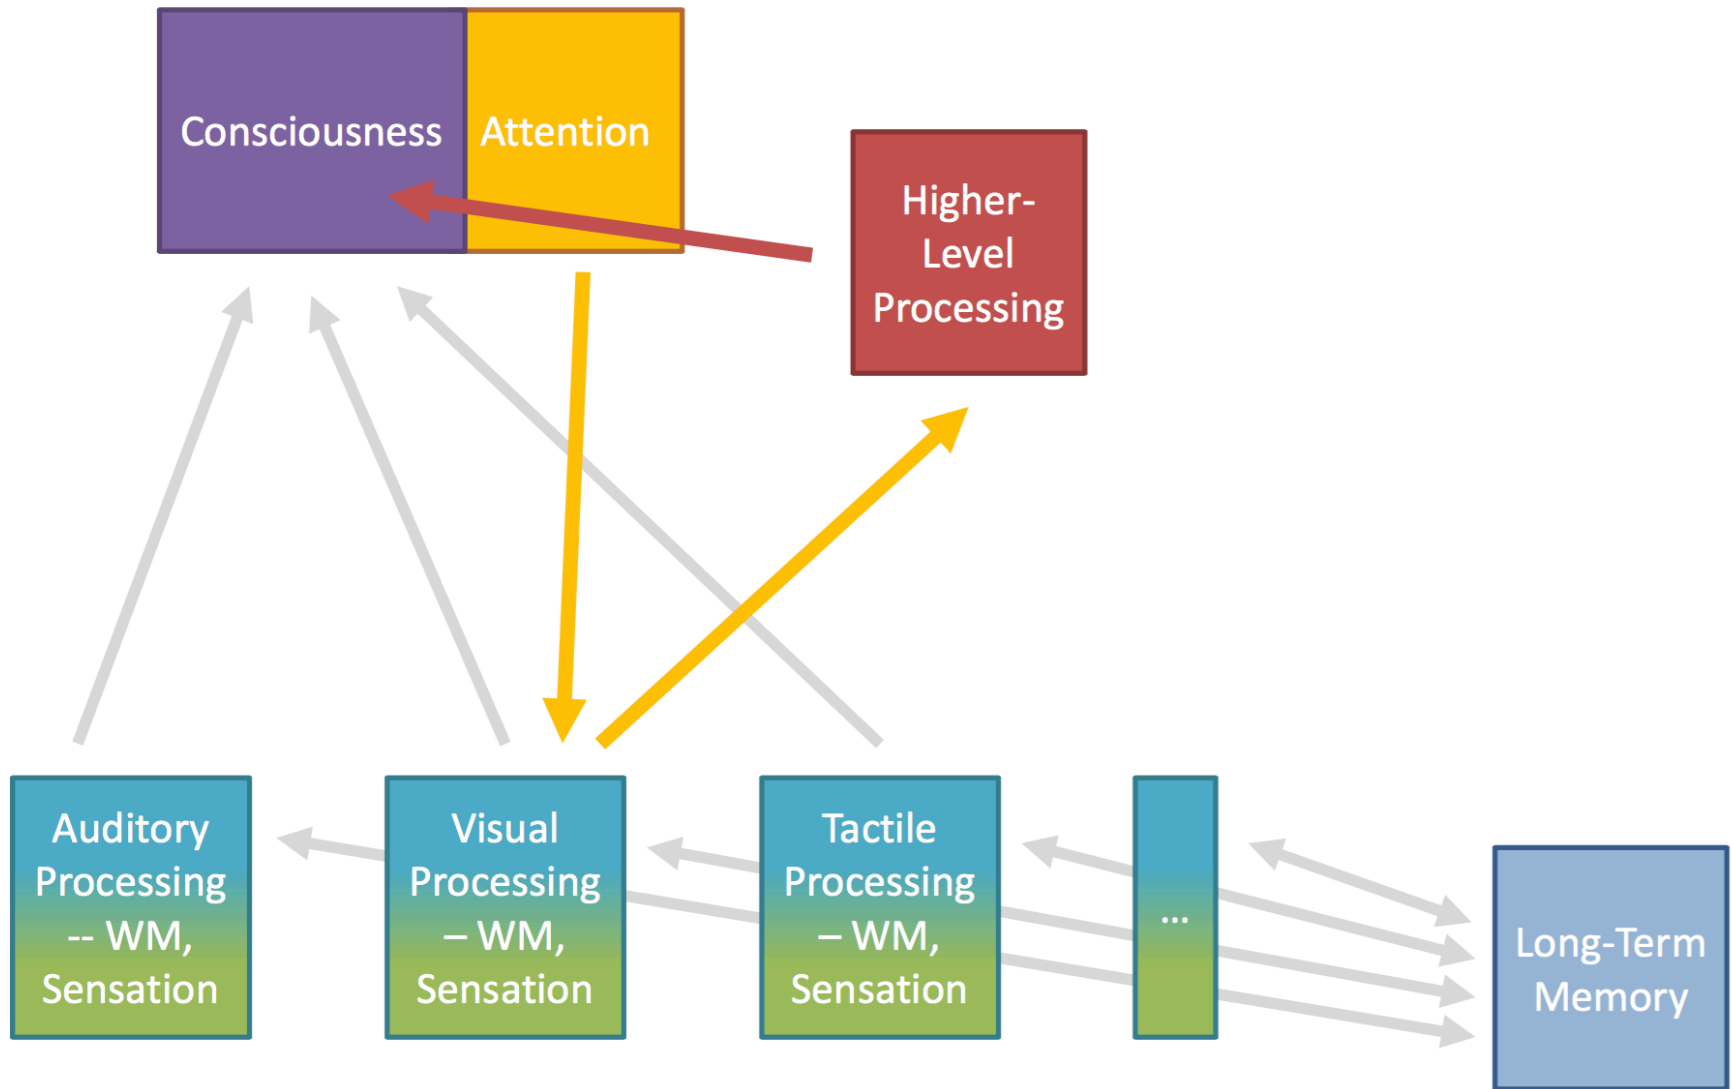 Consciousness
Attention
Higher-
Level
Processing
Auditory
Processing
-- WM,
Sensation
Visual
Processing
– WM,
Sensation
Tactile
Processing
– WM,
Sensation
...
Long-Term
Memory